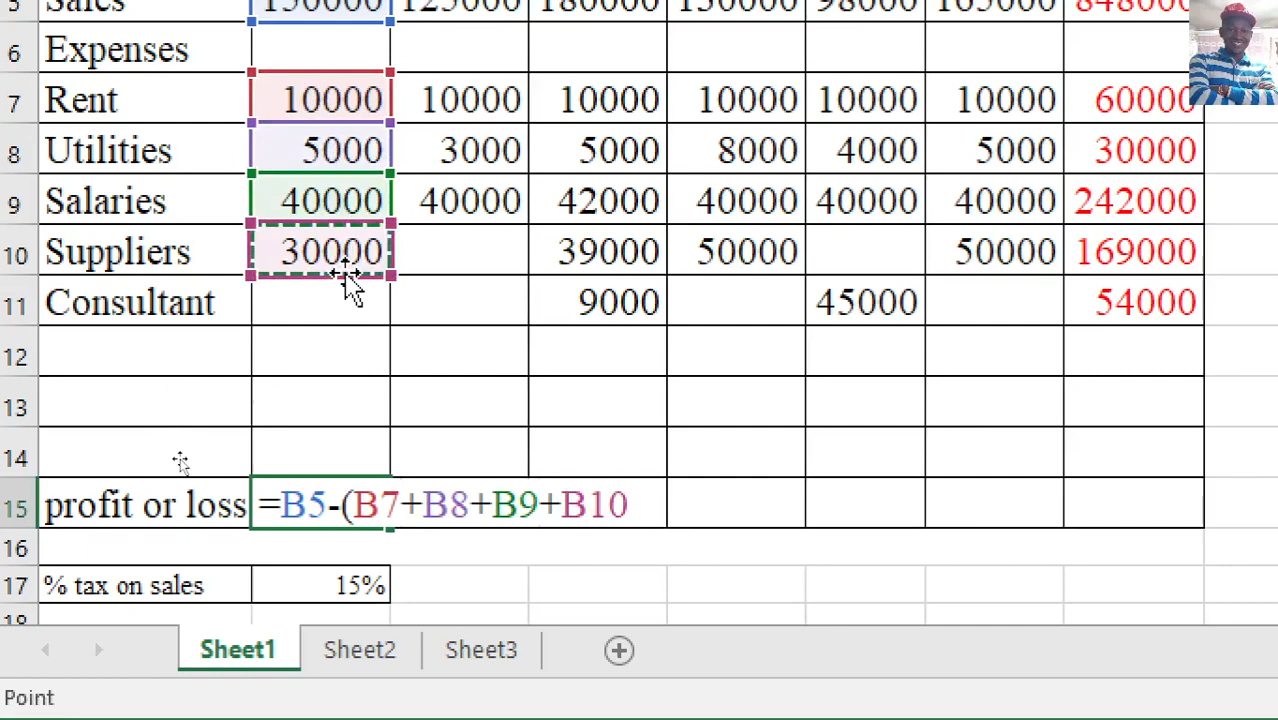 5 Sales 150000 125000 180000 150000 98000 165000 848000
6 Expenses
7 Rent 10000 10000 10000 10000 10000 10000 60000
8 Utilities 5000 3000 5000 8000 4000 5000 30000
9 Salaries 40000 40000 42000 40000 40000 40000 242000
10 Suppliers 30000 39000 50000 50000 169000
11 Consultant 9000 45000 54000
12
13
14
15 profit or loss =B5-(B7+B8+B9+B10
16
17 % tax on sales 15%
18
Sheet1 Sheet2 Sheet3
Point